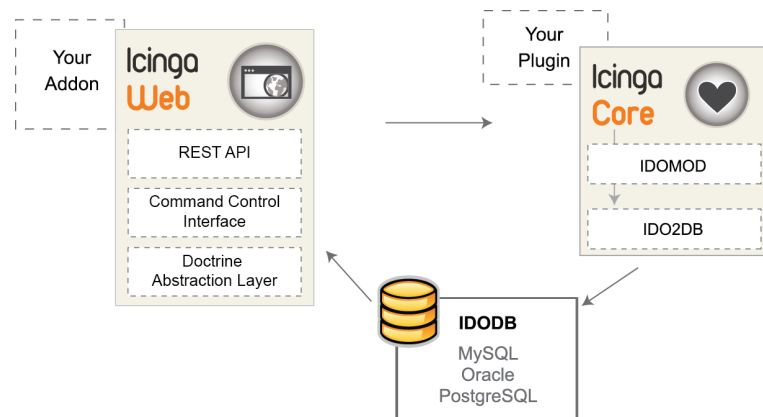 Your
Addon
Icinga
Web
REST API
Command Control
Interface
Doctrine
Abstraction Layer
Your
Plugin
Icinga
Core
IDOMOD
IDO2DB
IDODB
MySQL
Oracle
PostgreSQL